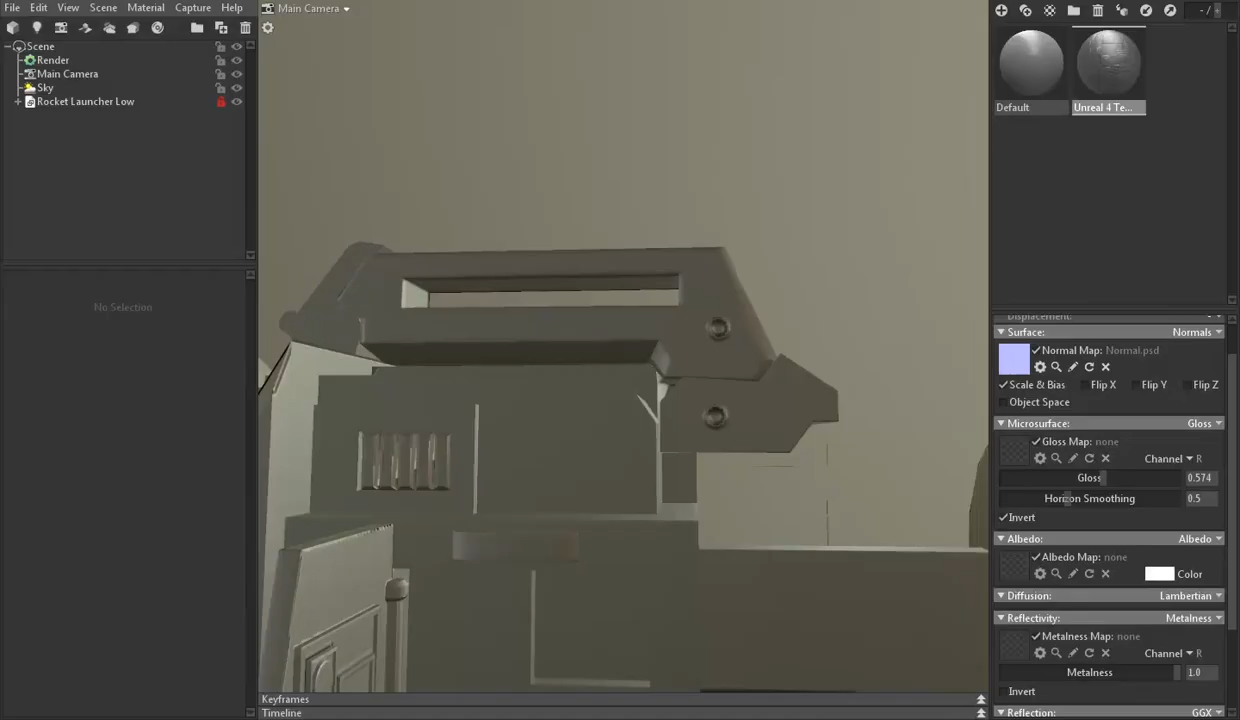 File Edit View Scene Material Capture Help
Main Camera
- / +
Scene
Render
Main Camera
Sky
Rocket Launcher Low
No Selection
Default
Unreal 4 Te...
Displacement:
Surface: Normals
Normal Map: Normal.psd
Scale & Bias Flip X Flip Y Flip Z
Object Space
Microsurface: Gloss
Gloss Map: none
Channel R
Gloss 0.574
Horizon Smoothing 0.5
Invert
Albedo: Albedo
Albedo Map: none
Color
Diffusion: Lambertian
Reflectivity: Metalness
Metalness Map: none
Channel R
Metalness 1.0
Invert
Reflection: GGX
Keyframes
Timeline